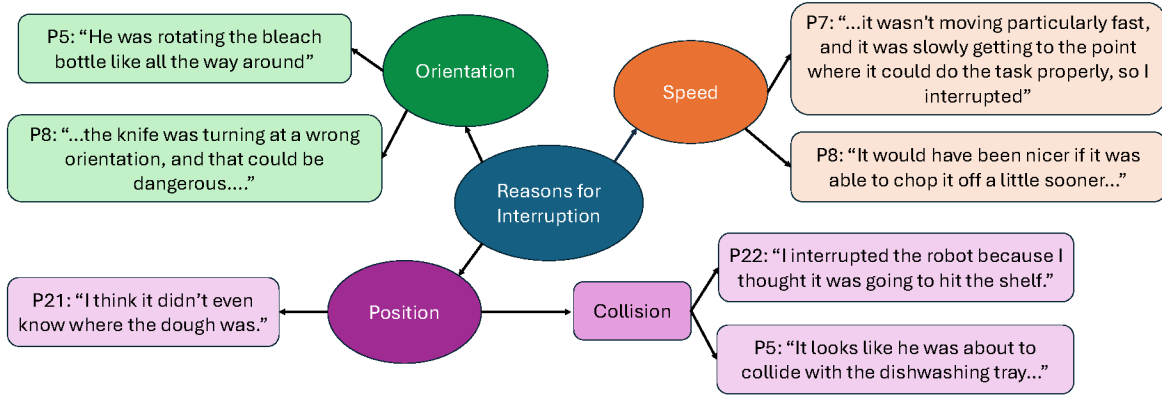 P5: “He was rotating the bleach
bottle like all the way around”
Orientation
P8: “...the knife was turning at a wrong
orientation, and that could be
dangerous....”
Speed
P7: “...it wasn't moving particularly fast,
and it was slowly getting to the point
where it could do the task properly, so I
interrupted”
P8: “It would have been nicer if it was
able to chop it off a little sooner...”
Reasons for
Interruption
P21: “I think it didn’t even
know where the dough was.”
Position
Collision
P22: “I interrupted the robot because I
thought it was going to hit the shelf.”
P5: “It looks like he was about to
collide with the dishwashing tray...”